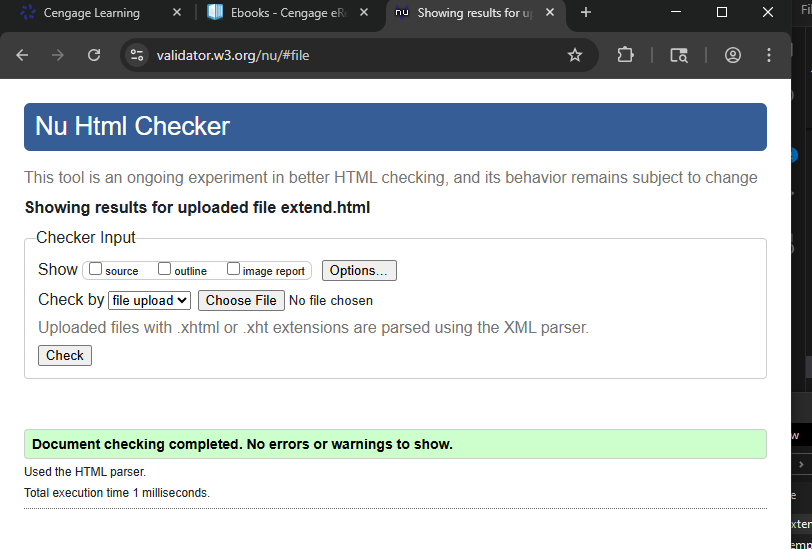 Cengage Learning
Ebooks - Cengage eRe
nu Showing results for up
validator.w3.org/nu/#file
Nu Html Checker
This tool is an ongoing experiment in better HTML checking, and its behavior remains subject to change
Showing results for uploaded file extend.html
Checker Input
Show source outline image report Options...
Check by file upload Choose File No file chosen
Uploaded files with .xhtml or .xht extensions are parsed using the XML parser.
Check
Document checking completed. No errors or warnings to show.
Used the HTML parser.
Total execution time 1 milliseconds.